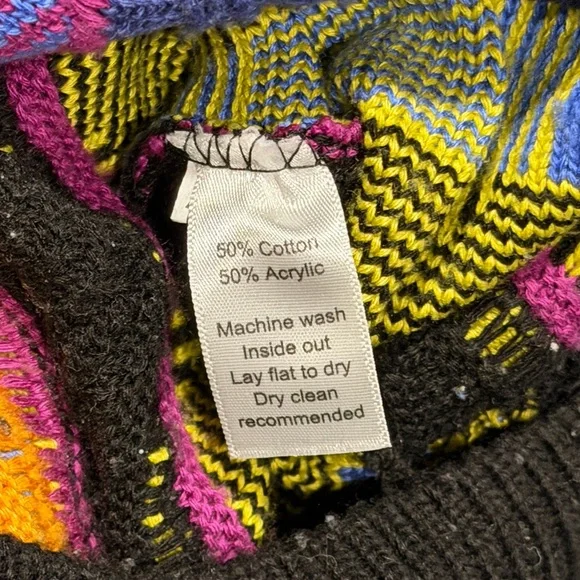 50% Cotton
50% Acrylic
Machine wash
Inside out
Lay flat to dry
Dry clean
recommended